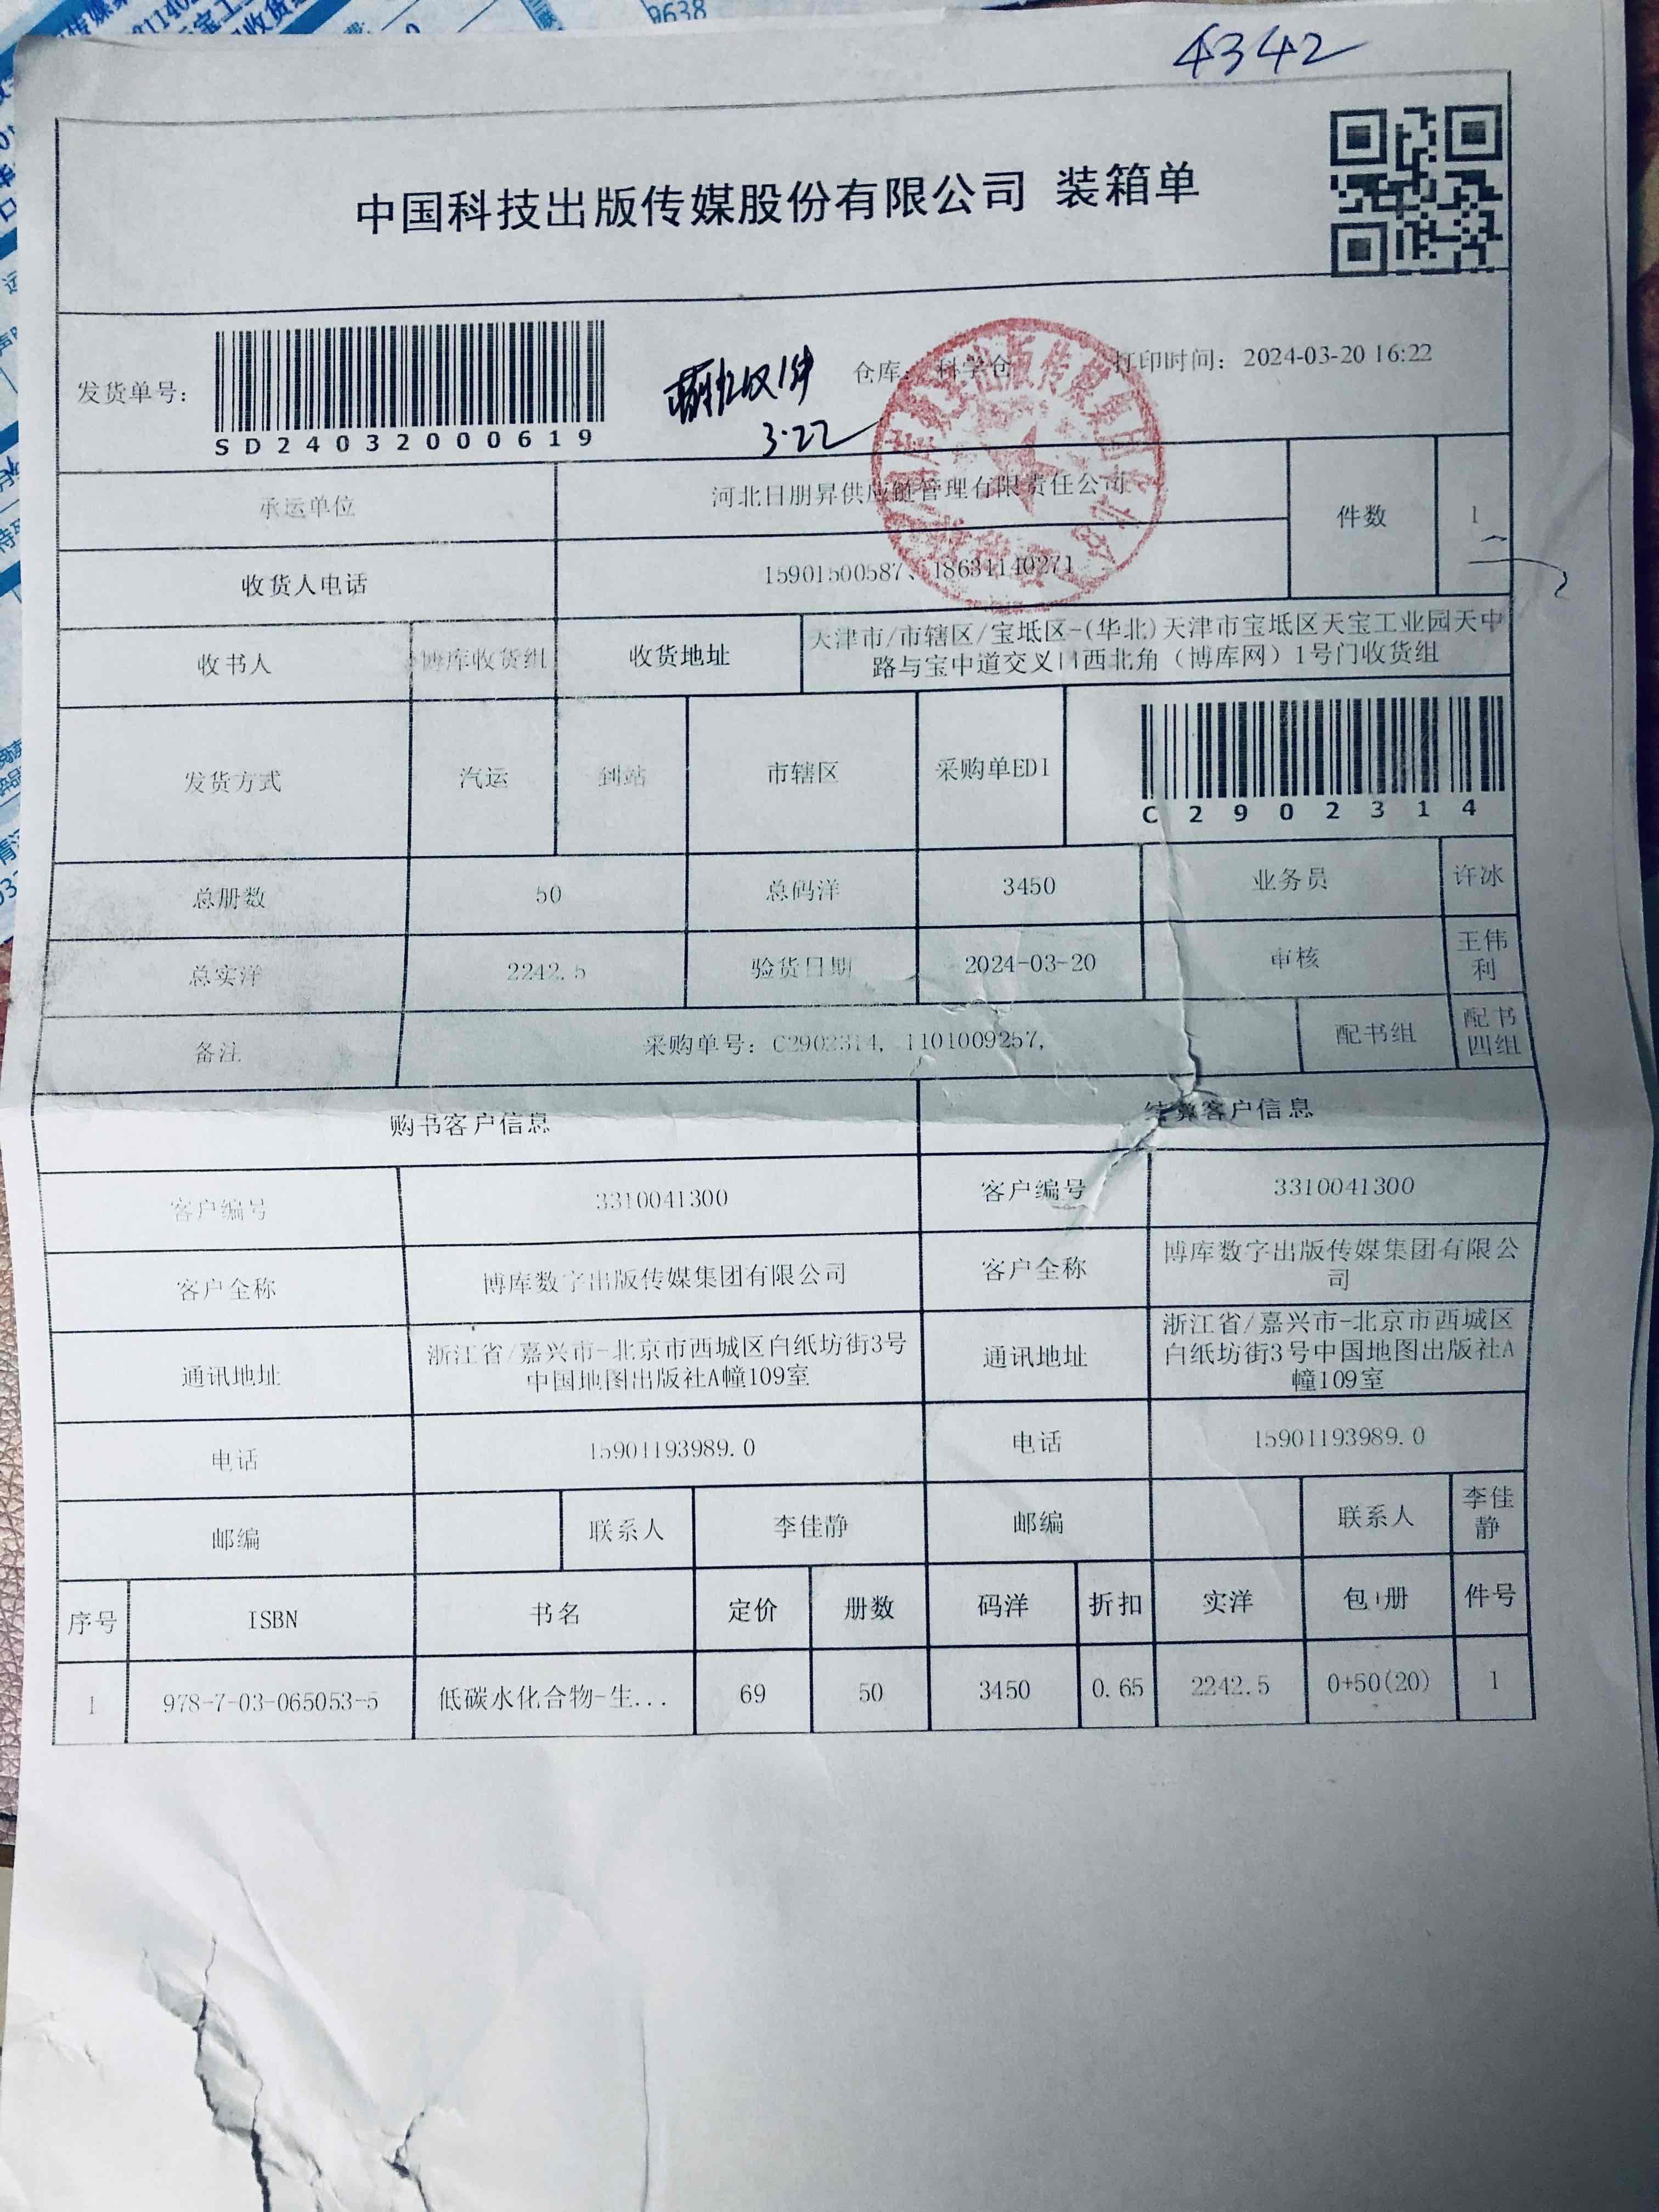 4342
中国科技出版传媒股份有限公司 装箱单
发货单号:
SD24032000619
3.22
仓库: 科学仓
打印时间: 2024-03-20 16:22
承运单位
河北日朋昇供应链管理有限责任公司
件数
1
收货人电话
15901500587、18631140271
收书人
博库收货组
收货地址
天津市/市辖区/宝坻区-(华北)天津市宝坻区天宝工业园天中
路与宝中道交叉口西北角（博库网）1号门收货组
发货方式
汽运
到站
市辖区
采购单EDI
C2902314
总册数
50
总码洋
3450
业务员
许冰
总实洋
2242.5
验货日期
2024-03-20
审核
王伟
利
备注
采购单号: C2902314, 1101009257,
配书组
配书
四组
购书客户信息
结算客户信息
客户编号
3310041300
客户编号
3310041300
客户全称
博库数字出版传媒集团有限公司
客户全称
博库数字出版传媒集团有限公
司
通讯地址
浙江省/嘉兴市-北京市西城区白纸坊街3号
中国地图出版社A幢109室
通讯地址
浙江省/嘉兴市-北京市西城区
白纸坊街3号中国地图出版社A
幢109室
电话
15901193989.0
电话
15901193989.0
邮编
联系人
李佳静
邮编
联系人
李佳
静
序号
ISBN
书名
定价
册数
码洋
折扣
实洋
包+册
件号
1
978-7-03-065053-5
低碳水化合物-生...
69
50
3450
0.65
2242.5
0+50(20)
1